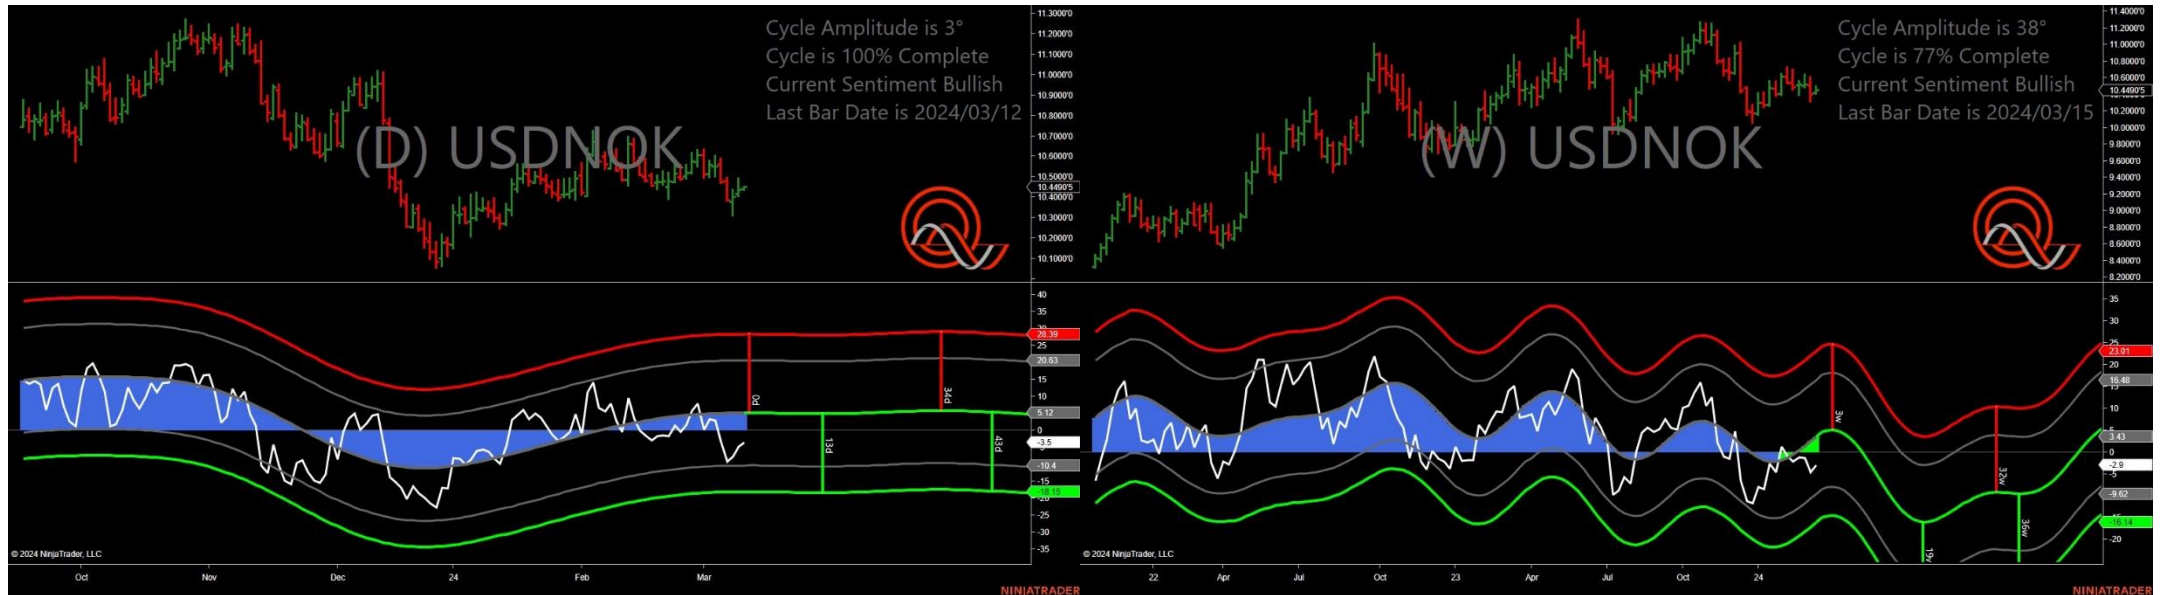 Cycle Amplitude is 3°
Cycle is 100% Complete
Current Sentiment Bullish
Last Bar Date is 2024/03/12
(D) USDNOK
11.3000'0
11.2000'0
11.1000'0
11.0000'0
10.9000'0
10.8000'0
10.7000'0
10.6000'0
10.5000'0
10.4490'5
10.4000'0
10.3000'0
10.2000'0
10.1000'0
40
35
28.39
25
20.63
15
10
5.12
0
-3.5
-10.4
-15
-18.15
-20
-25
-30
-35
0d
34d
13d
43d
© 2024 NinjaTrader, LLC
Oct
Nov
Dec
24
Feb
Mar
NINJATRADER
Cycle Amplitude is 38°
Cycle is 77% Complete
Current Sentiment Bullish
Last Bar Date is 2024/03/15
(W) USDNOK
11.4000'0
11.2000'0
11.0000'0
10.8000'0
10.6000'0
10.4490'5
10.2000'0
10.0000'0
9.8000'0
9.6000'0
9.4000'0
9.2000'0
9.0000'0
8.8000'0
8.6000'0
8.4000'0
8.2000'0
35
30
25
23.01
20
16.48
10
3.43
0
-2.9
-5
-9.62
-16.14
-20
3w
32w
36w
© 2024 NinjaTrader, LLC
22
Apr
Jul
Oct
23
Apr
Jul
Oct
24
NINJATRADER